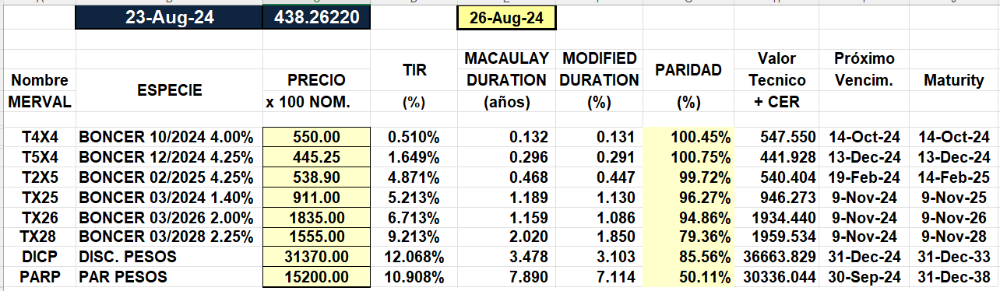 23-Aug-24 438.26220 26-Aug-24
MACAULAY MODIFIED Valor Próximo
TIR PARIDAD
Nombre PRECIO DURATION DURATION Tecnico Vencim. Maturity
ESPECIE
MERVAL x 100 NOM. (%) (años) (%) (%) + CER
T4X4 BONCER 10/2024 4.00% 550.00 0.510% 0.132 0.131 100.45% 547.550 14-Oct-24 14-Oct-24
T5X4 BONCER 12/2024 4.25% 445.25 1.649% 0.296 0.291 100.75% 441.928 13-Dec-24 13-Dec-24
T2X5 BONCER 02/2025 4.25% 538.90 4.871% 0.468 0.447 99.72% 540.404 19-Feb-24 14-Feb-25
TX25 BONCER 03/2024 1.40% 911.00 5.213% 1.189 1.130 96.27% 946.273 9-Nov-24 9-Nov-25
TX26 BONCER 03/2026 2.00% 1835.00 6.713% 1.159 1.086 94.86% 1934.440 9-Nov-24 9-Nov-26
TX28 BONCER 03/2028 2.25% 1555.00 9.213% 2.020 1.850 79.36% 1959.534 9-Nov-24 9-Nov-28
DICP DISC. PESOS 31370.00 12.068% 3.478 3.103 85.56% 36663.829 31-Dec-24 31-Dec-33
PARP PAR PESOS 15200.00 10.908% 7.890 7.114 50.11% 30336.044 30-Sep-24 31-Dec-38